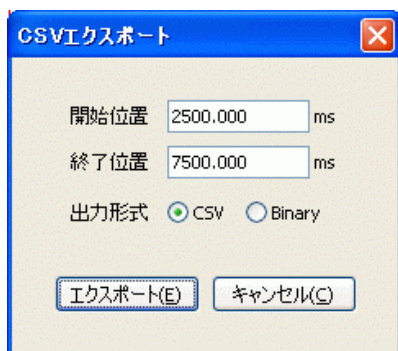 CSVエクスポート
開始位置 2500.000 ms
終了位置 7500.000 ms
出力形式 CSV Binary
エクスポート(E) キャンセル(C)